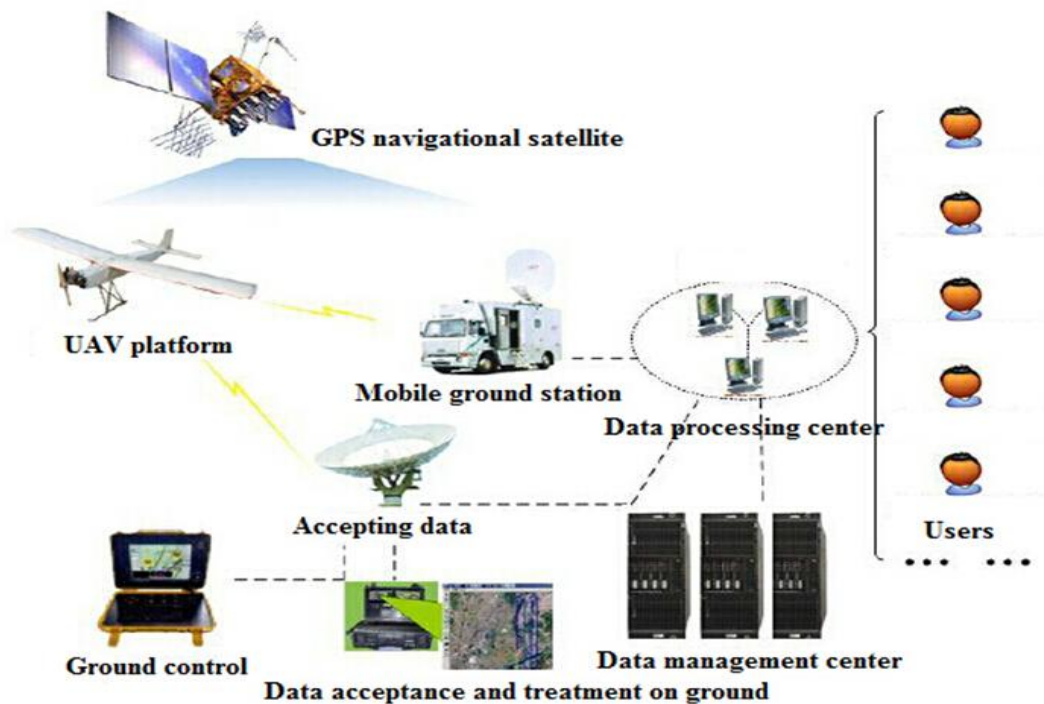 GPS navigational satellite
UAV platform
Mobile ground station
Data processing center
Accepting data
Users
... ...
Ground control
Data management center
Data acceptance and treatment on ground